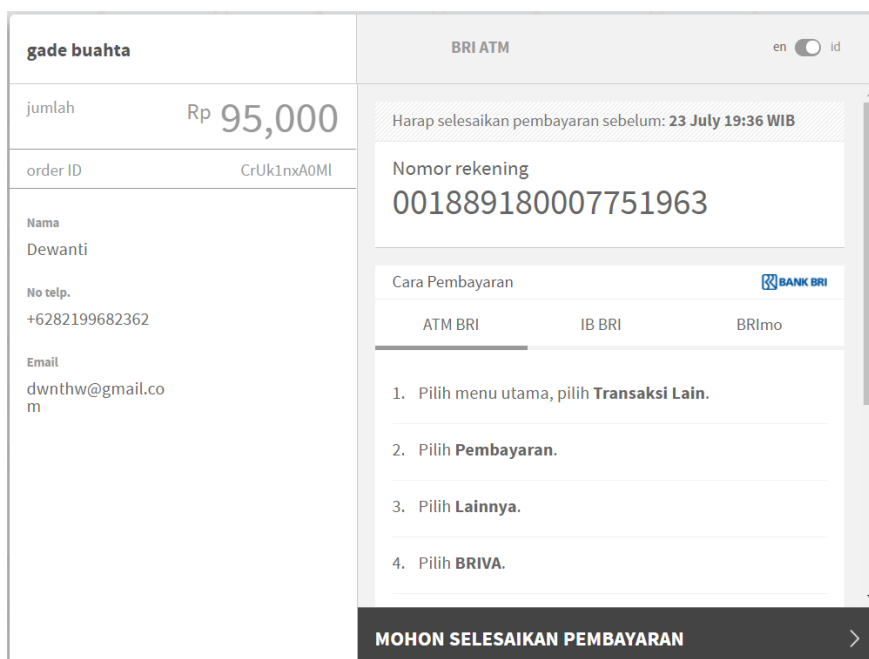 gade buahta
BRI ATM
en id
jumlah Rp 95,000
order ID CrUk1nxA0Ml
Nama
Dewanti
No telp.
+6282199682362
Email
dwnthw@gmail.co
m
Harap selesaikan pembayaran sebelum: 23 July 19:36 WIB
Nomor rekening
001889180007751963
Cara Pembayaran BANK BRI
ATM BRI IB BRI BRImo
1. Pilih menu utama, pilih Transaksi Lain.
2. Pilih Pembayaran.
3. Pilih Lainnya.
4. Pilih BRIVA.
MOHON SELESAIKAN PEMBAYARAN